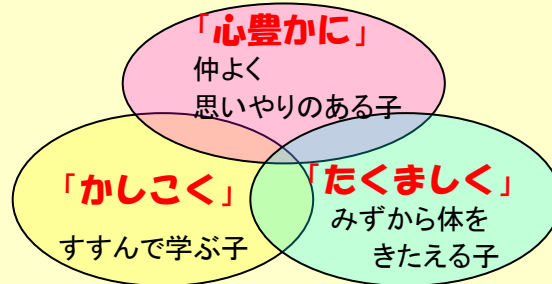 「心豊かに」
仲よく
思いやりのある子
「かしこく」
すすんで学ぶ子
「たくましく」
みずから体を
きたえる子